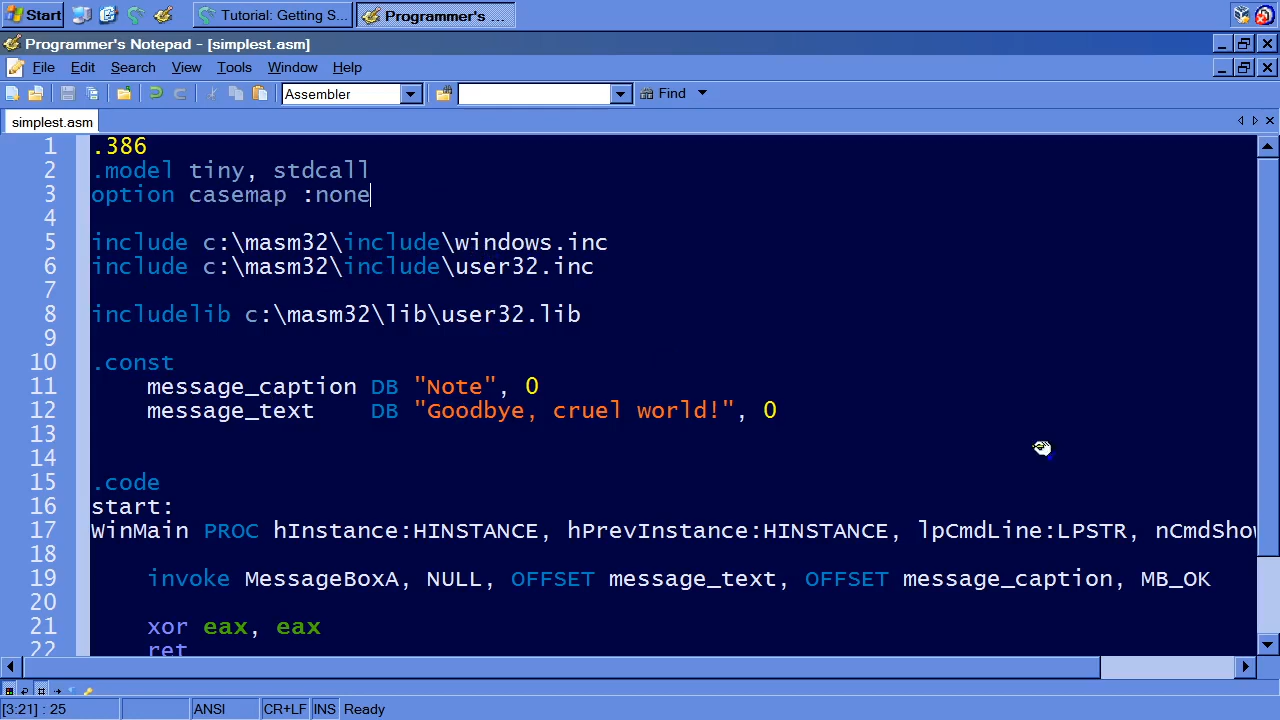 Start Tutorial: Getting S... Programmer's ...
Programmer's Notepad - [simplest.asm]
File Edit Search View Tools Window Help
Assembler Find
simplest.asm
1 .386
2 .model tiny, stdcall
3 option casemap :none
4
5 include c:\masm32\include\windows.inc
6 include c:\masm32\include\user32.inc
7
8 includelib c:\masm32\lib\user32.lib
9
10 .const
11 message_caption DB "Note", 0
12 message_text DB "Goodbye, cruel world!", 0
13
14
15 .code
16 start:
17 WinMain PROC hInstance:HINSTANCE, hPrevInstance:HINSTANCE, lpCmdLine:LPSTR, nCmdShow
18
19 invoke MessageBoxA, NULL, OFFSET message_text, OFFSET message_caption, MB_OK
20
21 xor eax, eax
22 ret
[3:21] : 25 ANSI CR+LF INS Ready